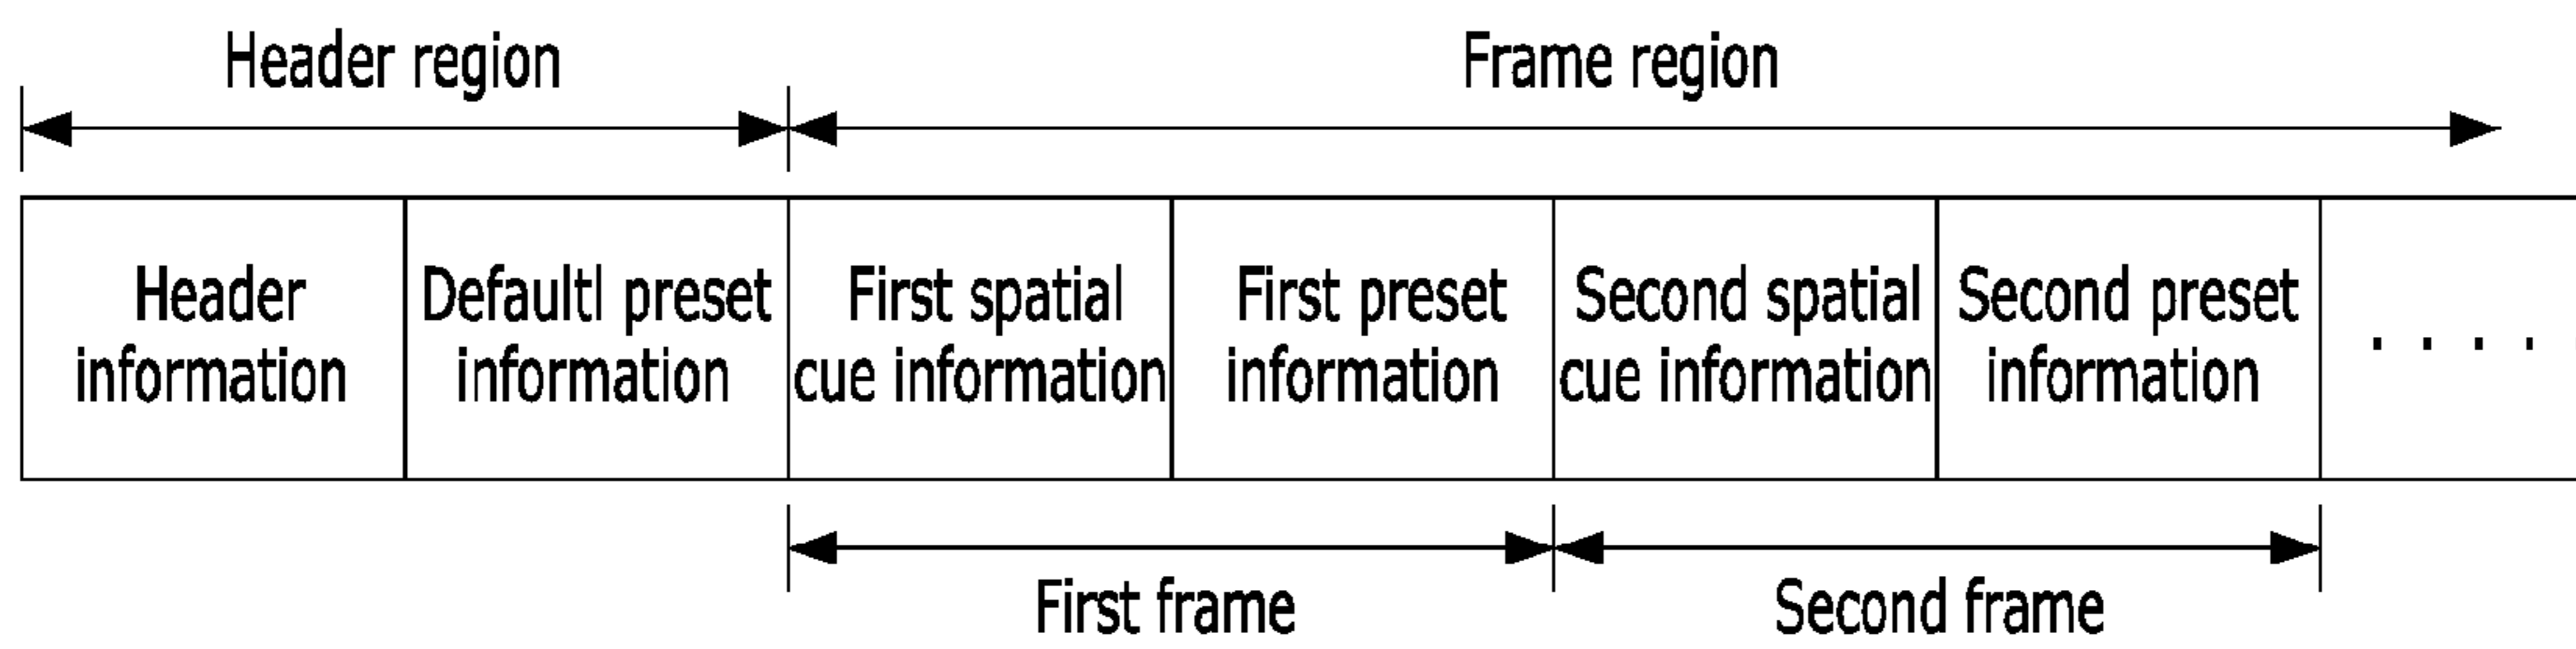 Header region
Frame region
Header
information
Defaultl preset
information
First spatial
cue information
First preset
information
Second spatial
cue information
Second preset
information
. . . . .
First frame
Second frame